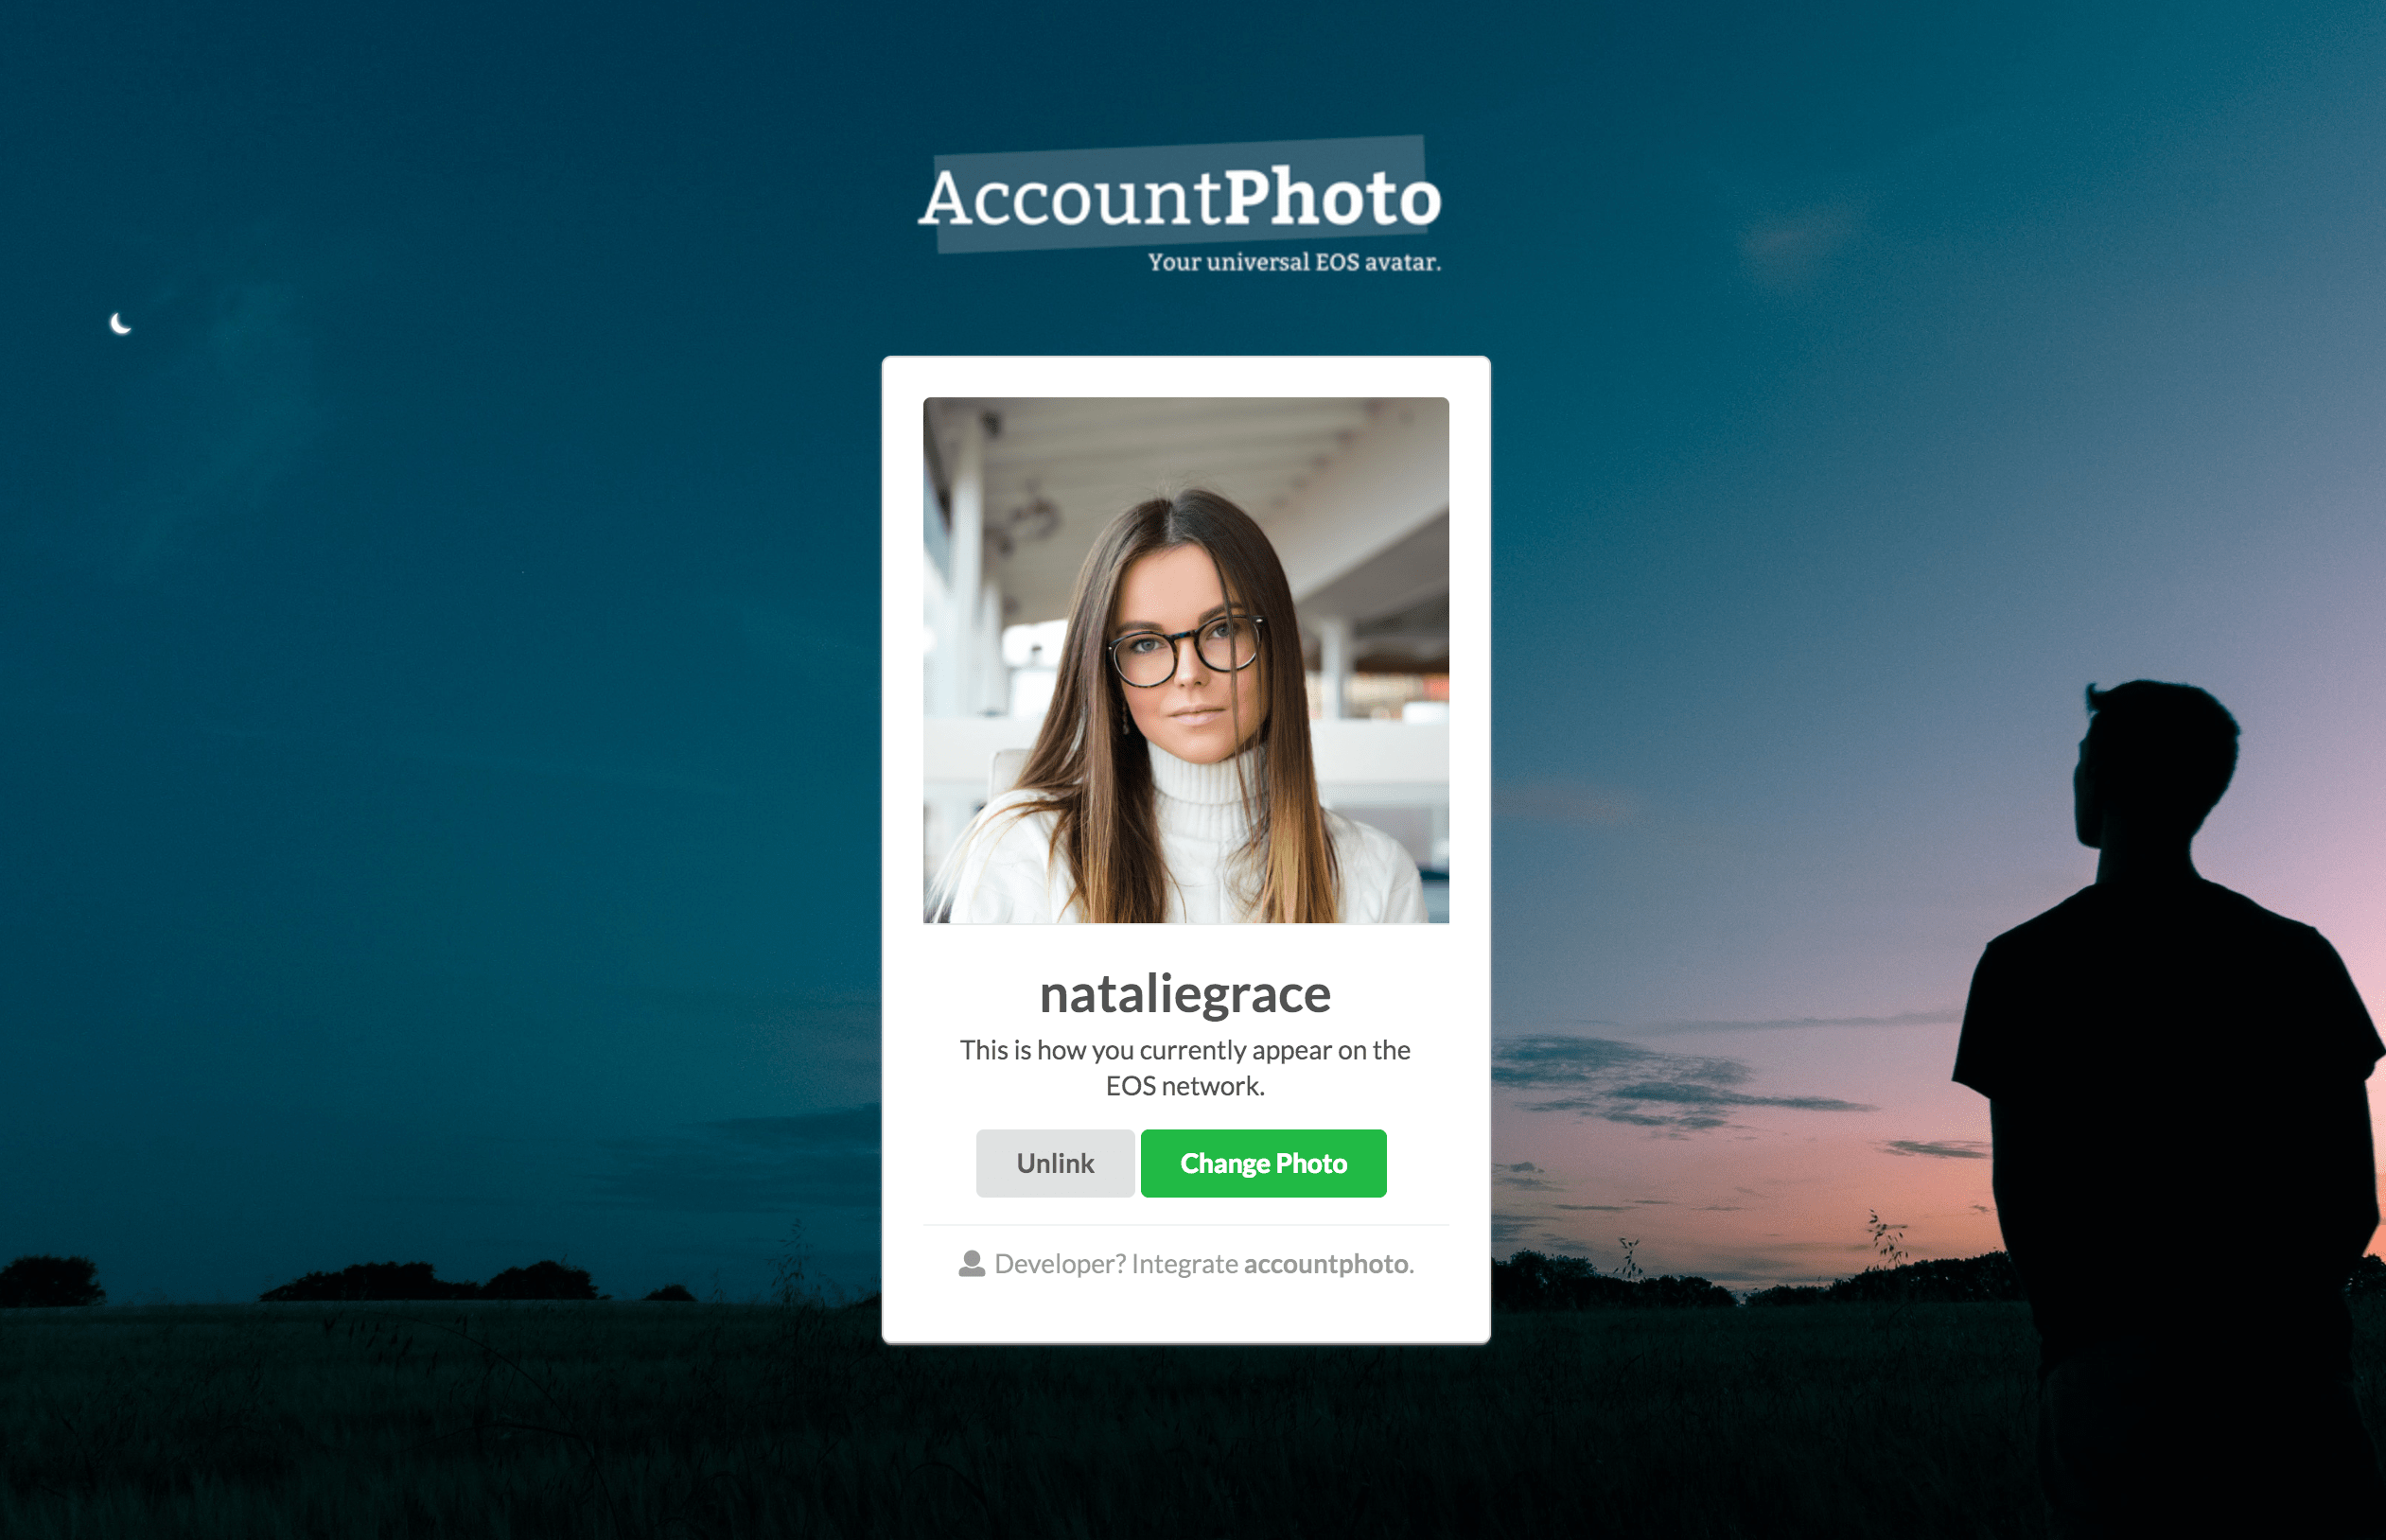 AccountPhoto
Your universal EOS avatar.
nataliegrace
This is how you currently appear on the
EOS network.
Unlink
Change Photo
Developer? Integrate accountphoto.